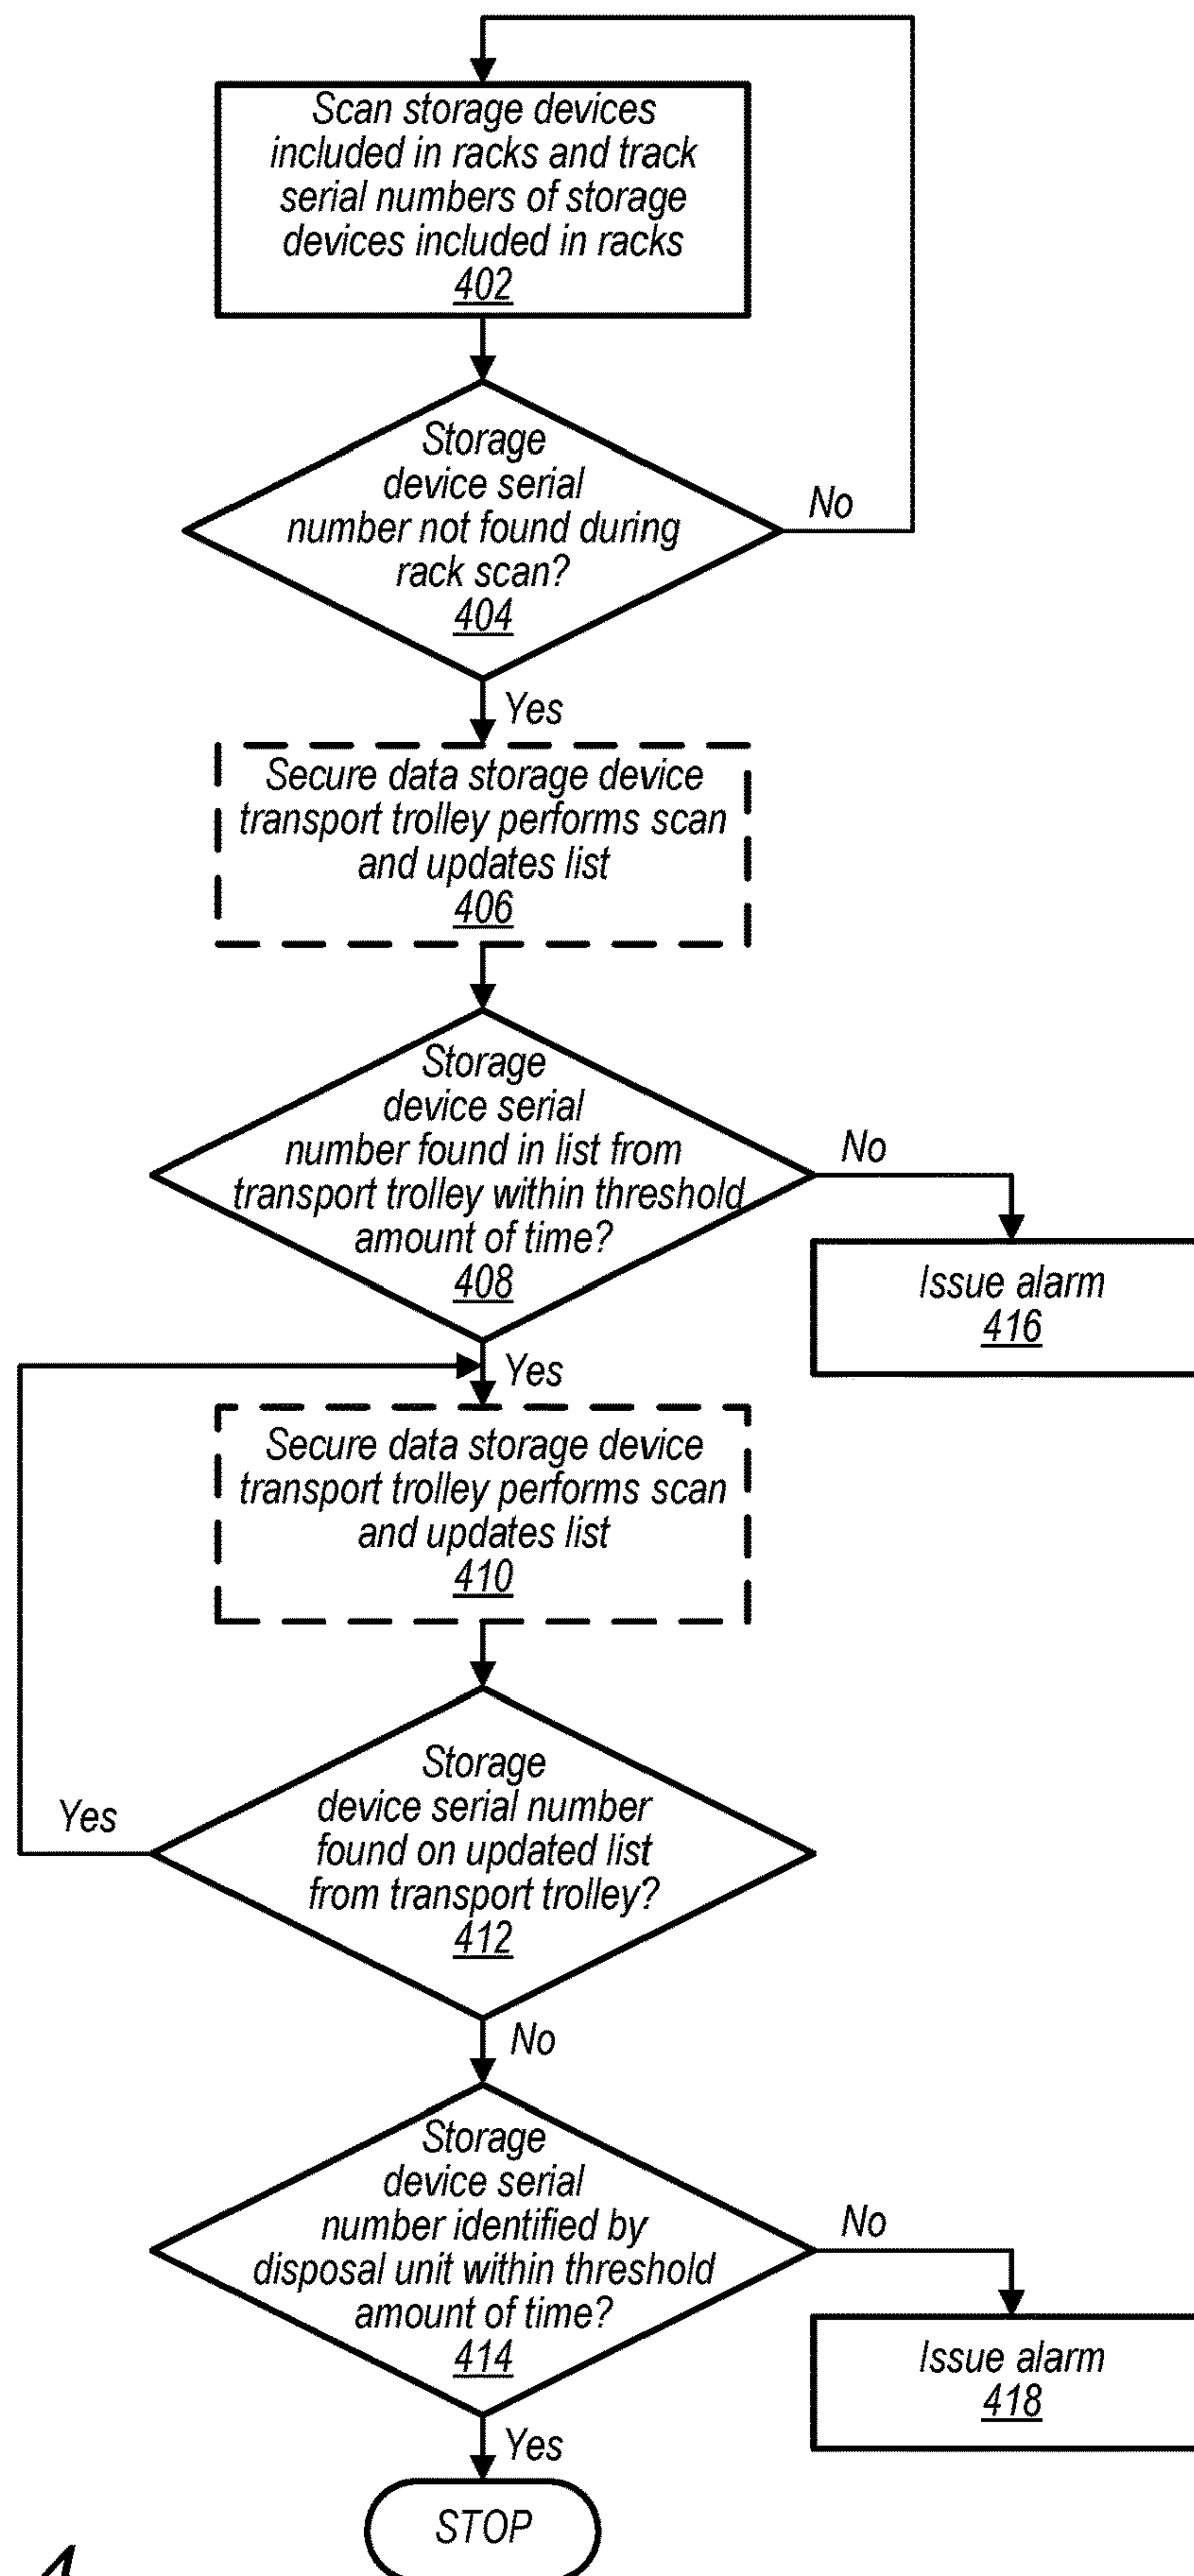 Scan storage devices
included in racks and track
serial numbers of storage
devices included in racks
402
Storage
device serial
number not found during
rack scan?
404
No
Yes
Secure data storage device
transport trolley performs scan
and updates list
406
Storage
device serial
number found in list from
transport trolley within threshold
amount of time?
408
No
Issue alarm
416
Yes
Secure data storage device
transport trolley performs scan
and updates list
410
Storage
device serial number
found on updated list
from transport trolley?
412
Yes
No
Storage
device serial
number identified by
disposal unit within threshold
amount of time?
414
No
Issue alarm
418
Yes
STOP